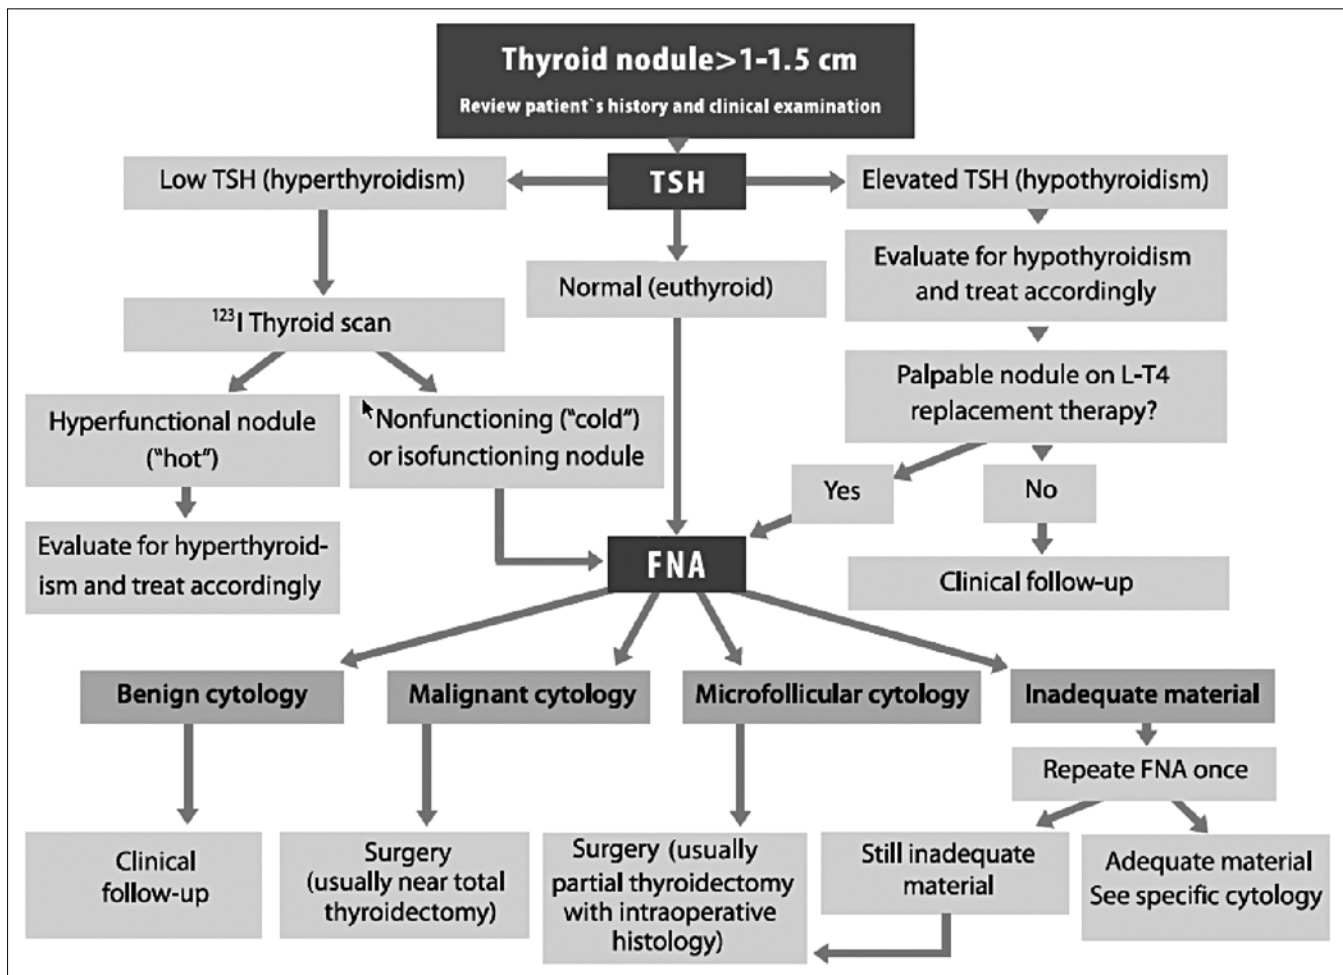 Thyroid nodule>1-1.5 cm
Review patient`s history and clinical examination
Low TSH (hyperthyroidism)
TSH
Elevated TSH (hypothyroidism)
Normal (euthyroid)
Evaluate for hypothyroidism
and treat accordingly
¹²³I Thyroid scan
Palpable nodule on L-T4
replacement therapy?
Hyperfunctional nodule
("hot")
Nonfunctioning ("cold")
or isofunctioning nodule
Yes
No
Evaluate for hyperthyroid-
ism and treat accordingly
FNA
Clinical follow-up
Benign cytology
Malignant cytology
Microfollicular cytology
Inadequate material
Repeate FNA once
Clinical
follow-up
Surgery
(usually near total
thyroidectomy)
Surgery (usually
partial thyroidectomy
with intraoperative
histology)
Still inadequate
material
Adequate material
See specific cytology